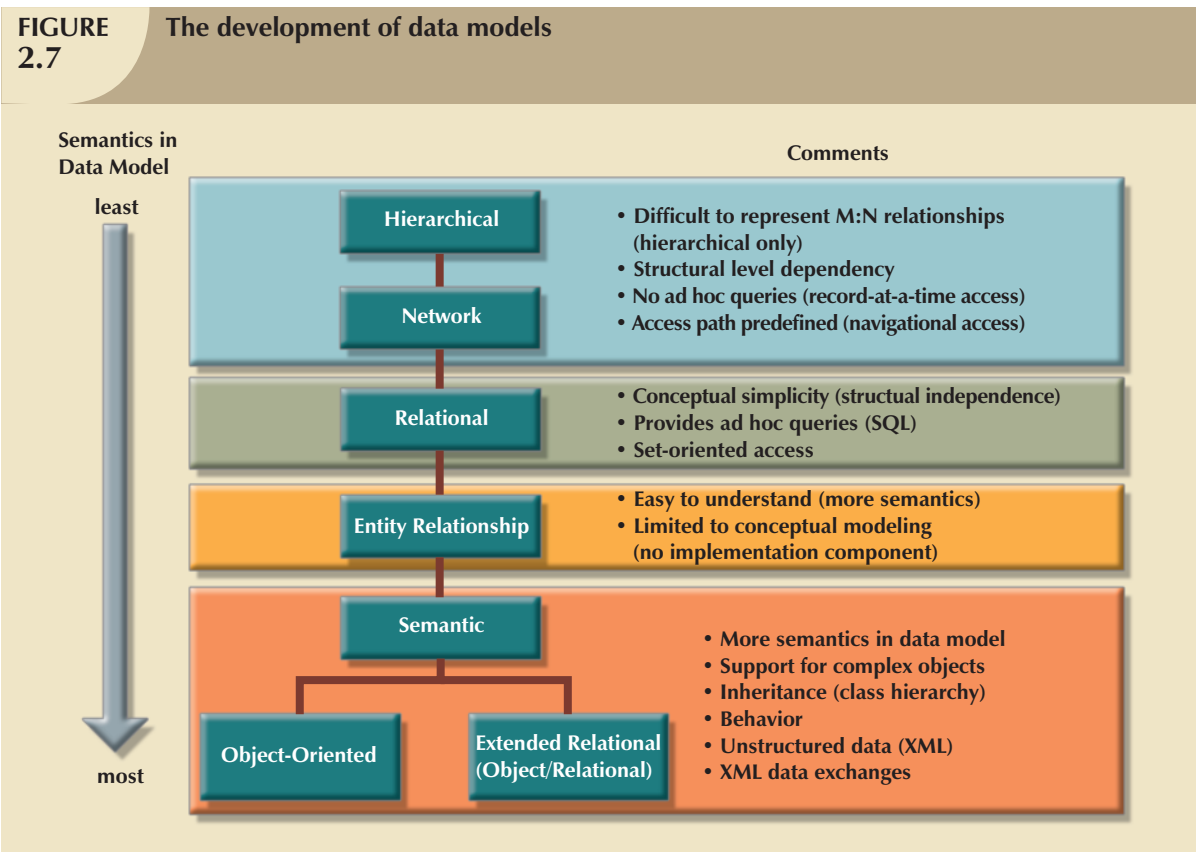 FIGURE
2.7
The development of data models
Semantics in
Data Model
least
most
Comments
Hierarchical
Network
• Difficult to represent M:N relationships
(hierarchical only)
• Structural level dependency
• No ad hoc queries (record-at-a-time access)
• Access path predefined (navigational access)
Relational
• Conceptual simplicity (structual independence)
• Provides ad hoc queries (SQL)
• Set-oriented access
Entity Relationship
• Easy to understand (more semantics)
• Limited to conceptual modeling
(no implementation component)
Semantic
Object-Oriented
Extended Relational
(Object/Relational)
• More semantics in data model
• Support for complex objects
• Inheritance (class hierarchy)
• Behavior
• Unstructured data (XML)
• XML data exchanges